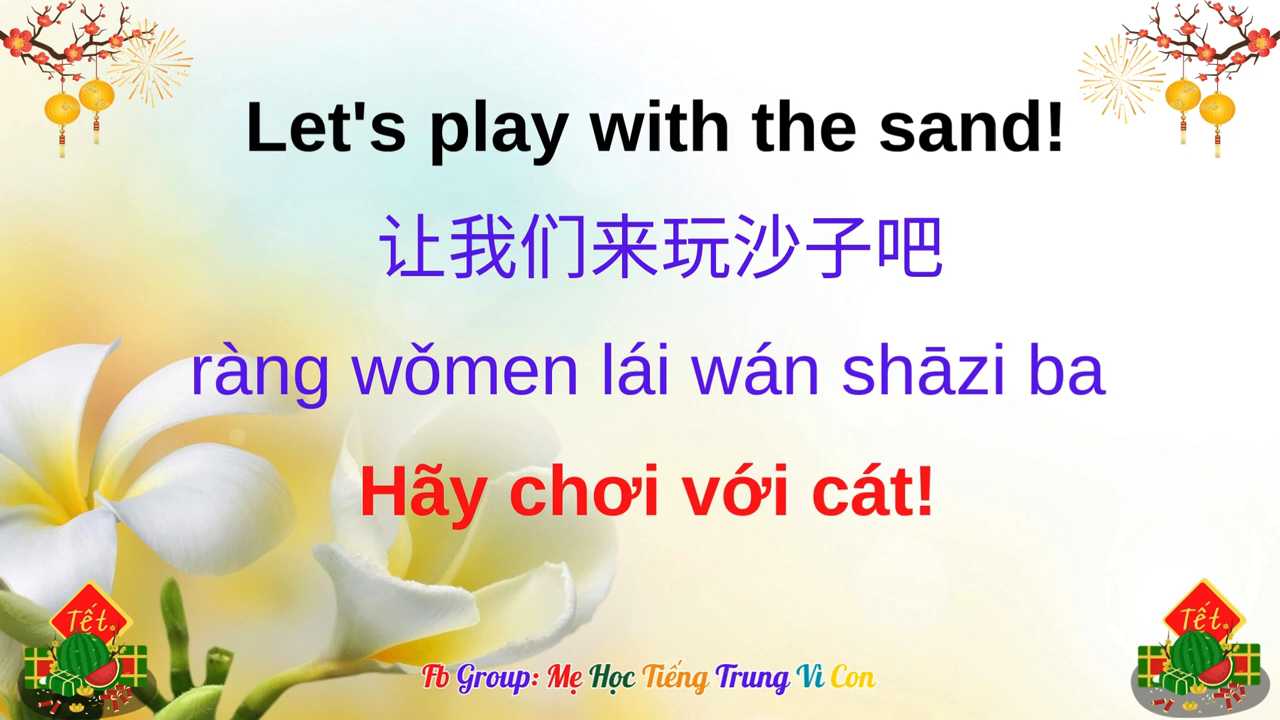 Let's play with the sand!
让我们来玩沙子吧
ràng wǒmen lái wán shāzi ba
Hãy chơi với cát!
Tết
Tết
Fb Group: Mẹ Học Tiếng Trung Vì Con